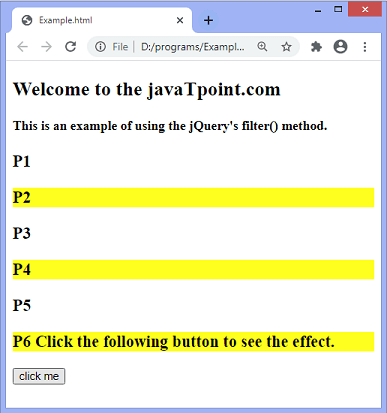 Example.html
File | D:/programs/Exampl...
Welcome to the javaTpoint.com
This is an example of using the jQuery's filter() method.
P1
P2
P3
P4
P5
P6 Click the following button to see the effect.
click me